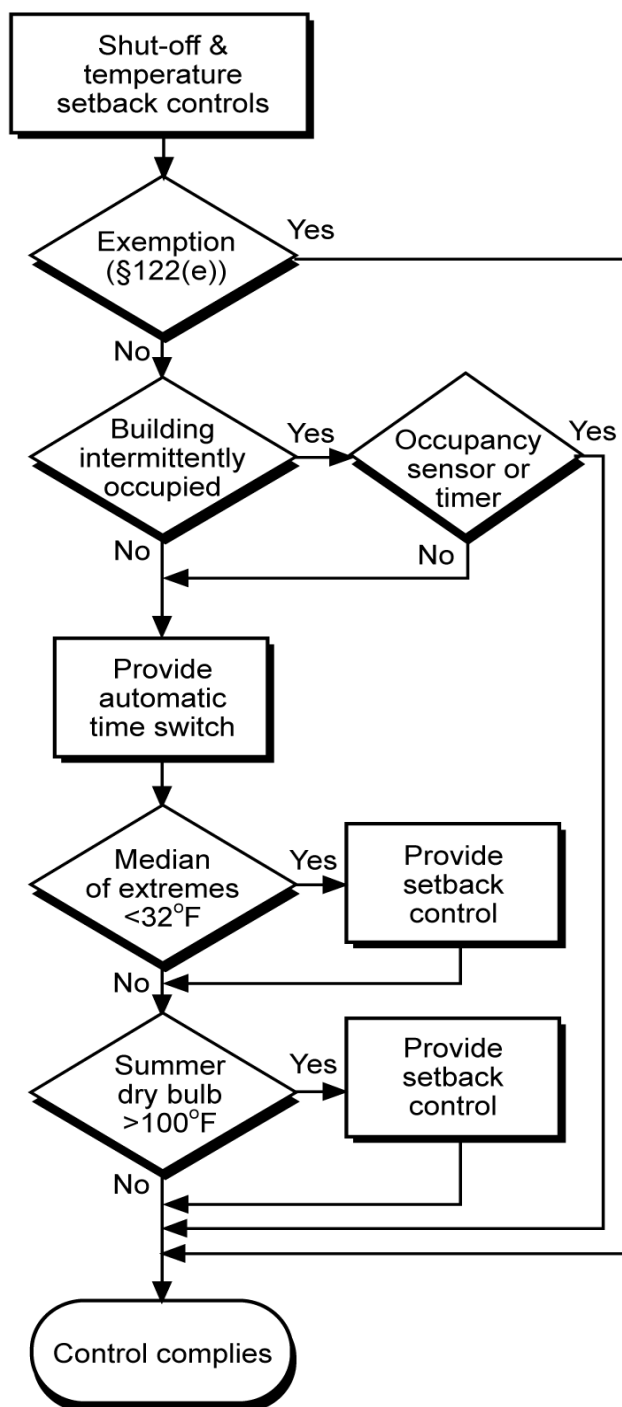 Shut-off &
temperature
setback controls
Exemption
(§122(e))
Yes
No
Building
intermittently
occupied
Yes
Occupancy
sensor or
timer
Yes
No
No
Provide
automatic
time switch
Median
of extremes
<32°F
Yes
Provide
setback
control
No
Summer
dry bulb
>100°F
Yes
Provide
setback
control
No
Control complies